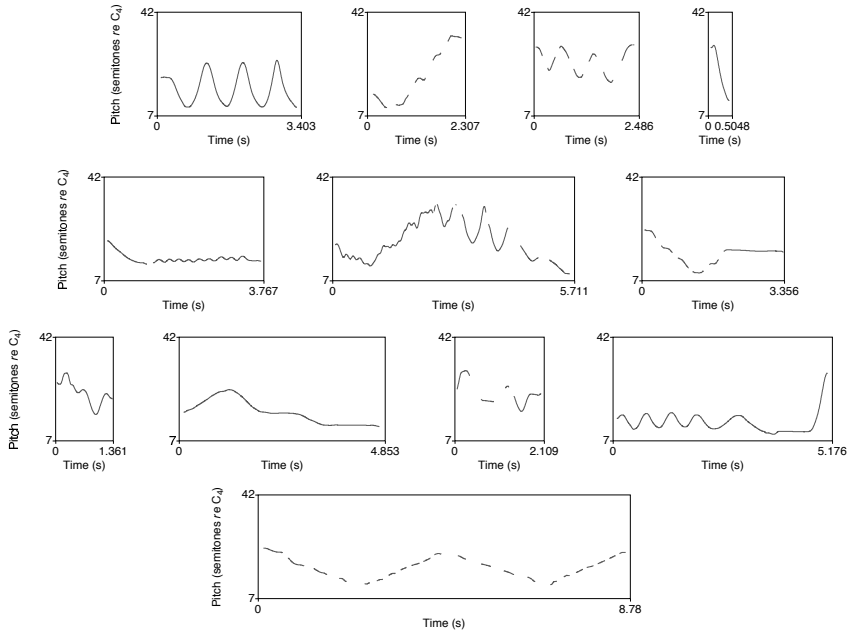 Pitch (semitones re C4)
42 42 42 42
7 7 7 7
0 3.403 0 2.307 0 2.486 0 0.5048
Time (s) Time (s) Time (s) Time (s)
Pitch (semitones re C4)
42 42 42
7 7 7
0 3.767 0 5.711 0 3.356
Time (s) Time (s) Time (s)
Pitch (semitones re C4)
42 42 42 42
7 7 7 7
0 1.361 0 4.853 0 2.109 0 5.176
Time (s) Time (s) Time (s) Time (s)
Pitch (semitones re C4)
42
7
0 8.78
Time (s)